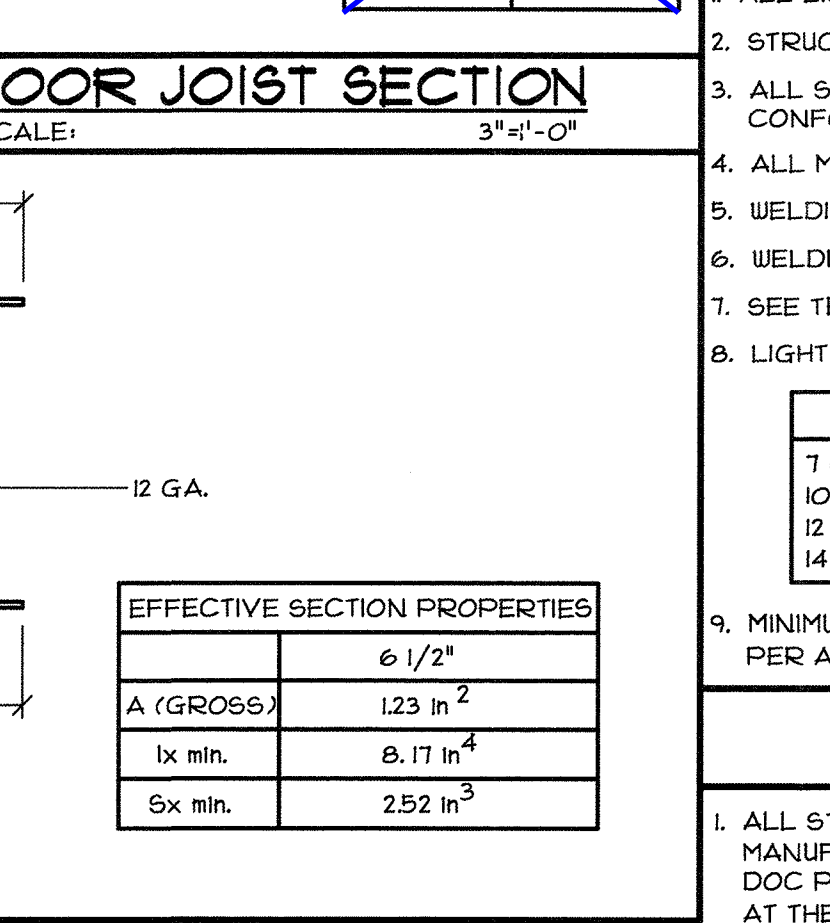 OOR JOIST SECTION
CALE: 3"=1'-0"
12 GA.
EFFECTIVE SECTION PROPERTIES
6 1/2"
A (GROSS) 1.23 in 2
Ix min. 8.17 in4
Sx min. 2.52 in3
2. STRUC
3. ALL S
CONF
4. ALL M
5. WELDI
6. WELDI
7. SEE TE
8. LIGHT
7
10
12
14
9. MINIMU
PER A
1. ALL ST
MANUF
DOC P
AT THE